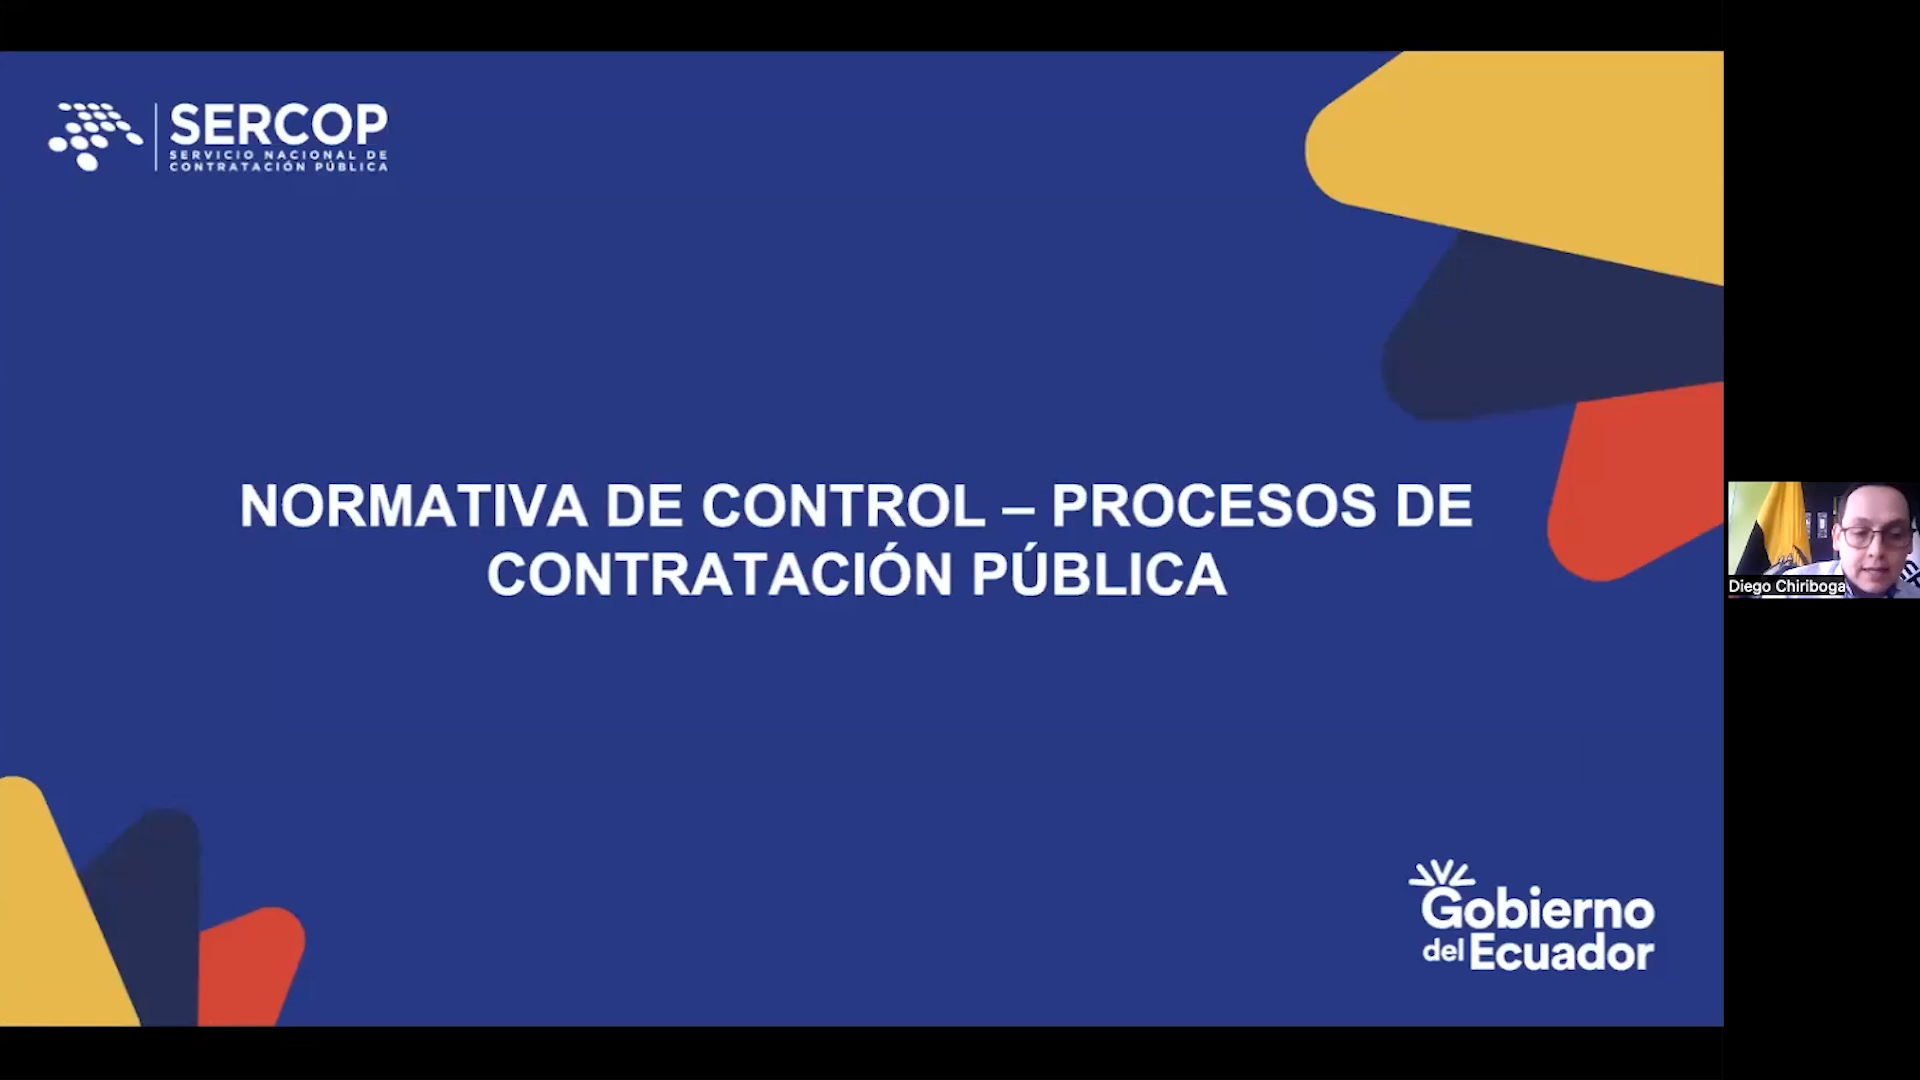 SERCOP
SERVICIO NACIONAL DE
CONTRATACIÓN PÚBLICA
NORMATIVA DE CONTROL – PROCESOS DE
CONTRATACIÓN PÚBLICA
Diego Chiriboga
Gobierno
del Ecuador